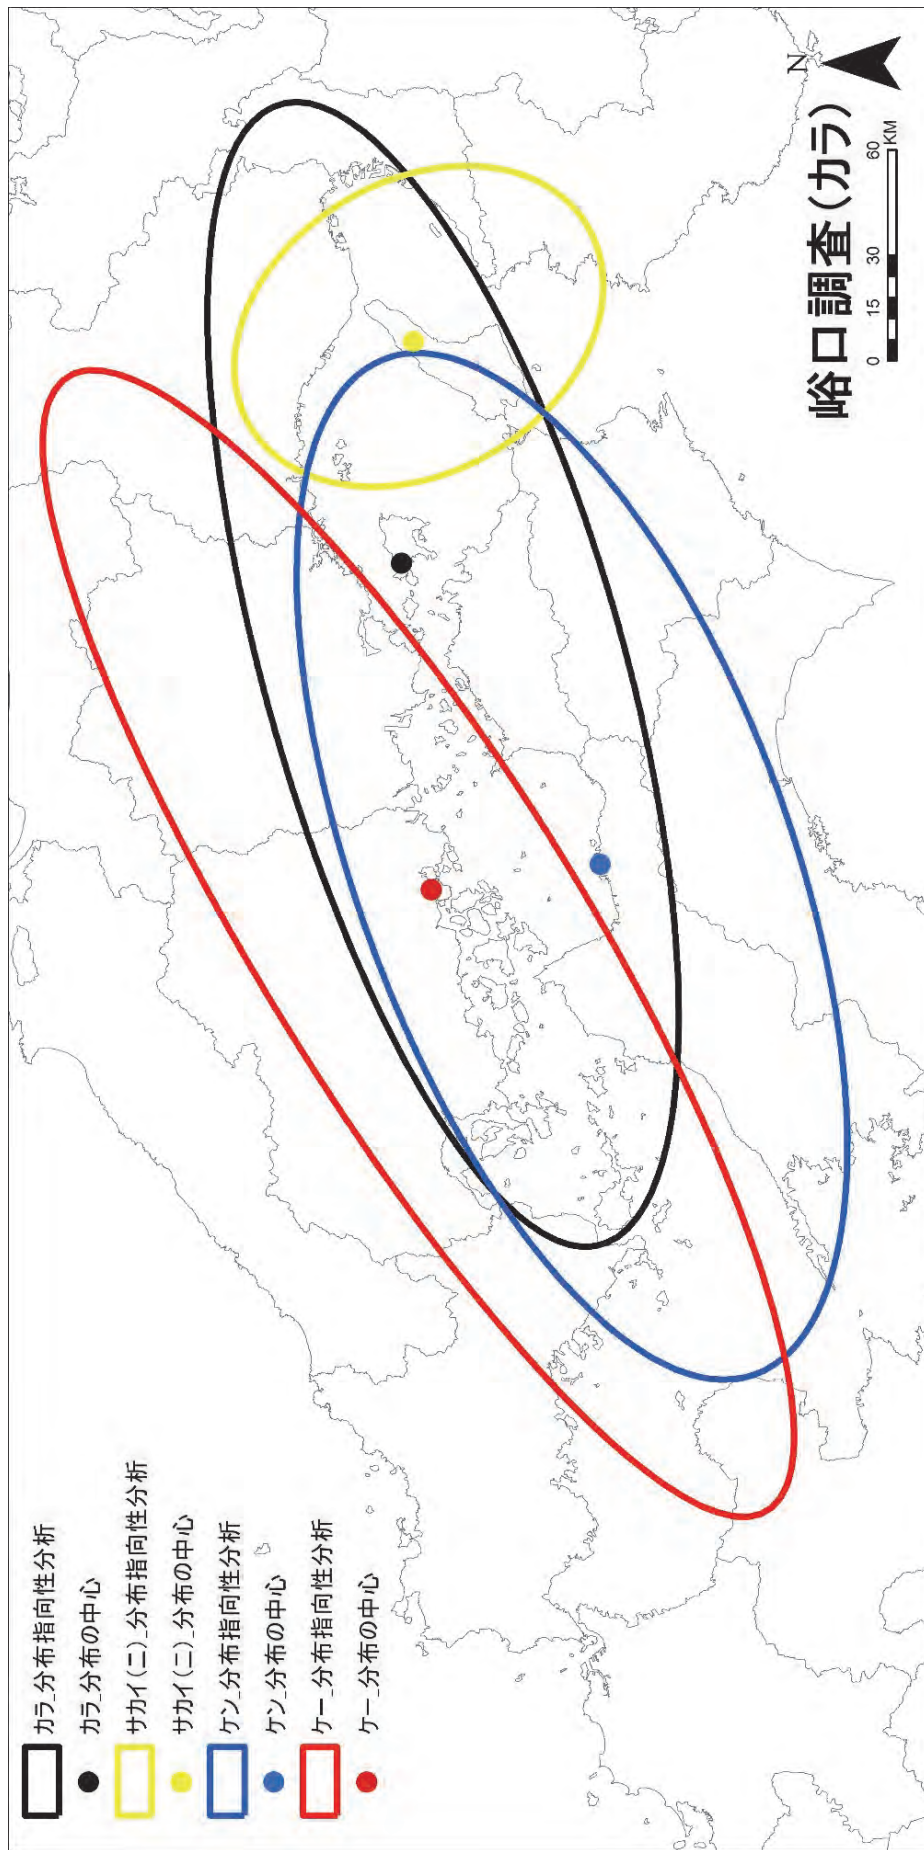 カラ_分布指向性分析
カラ_分布の中心
サカイ(ニ)_分布指向性分析
サカイ(ニ)_分布の中心
ケン_分布指向性分析
ケン_分布の中心
ケー_分布指向性分析
ケー_分布の中心
峪口調査(カラ)
0 15 30 60
KM
N